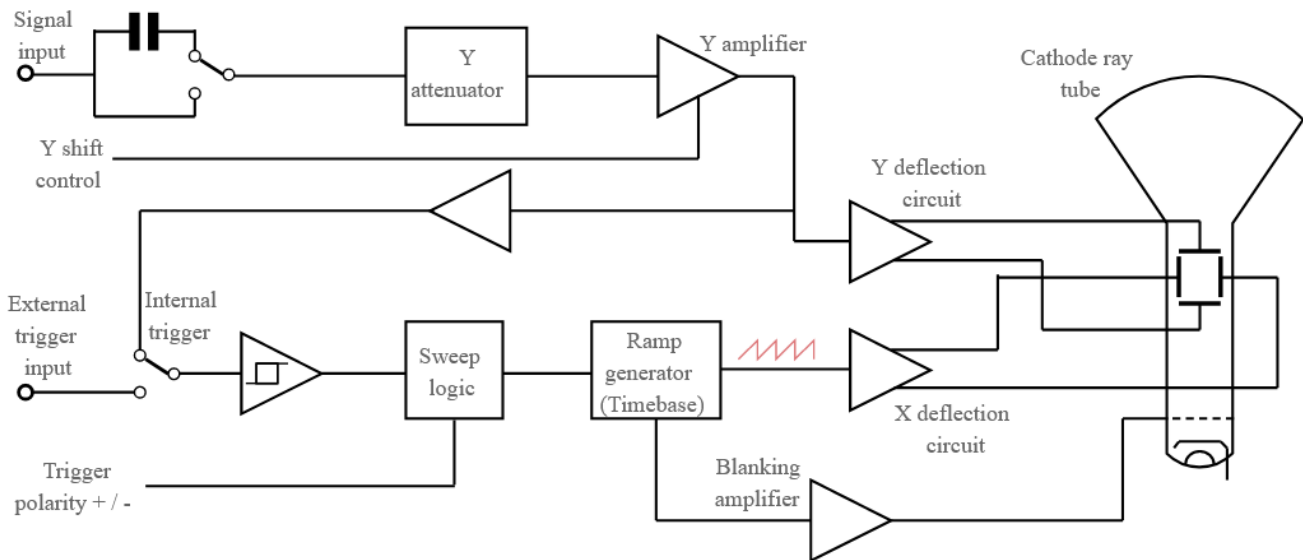 Signal
input
Y
attenuator
Y amplifier
Cathode ray
tube
Y shift
control
Y deflection
circuit
External
trigger
input
Internal
trigger
Sweep
logic
Ramp
generator
(Timebase)
X deflection
circuit
Trigger
polarity + / -
Blanking
amplifier